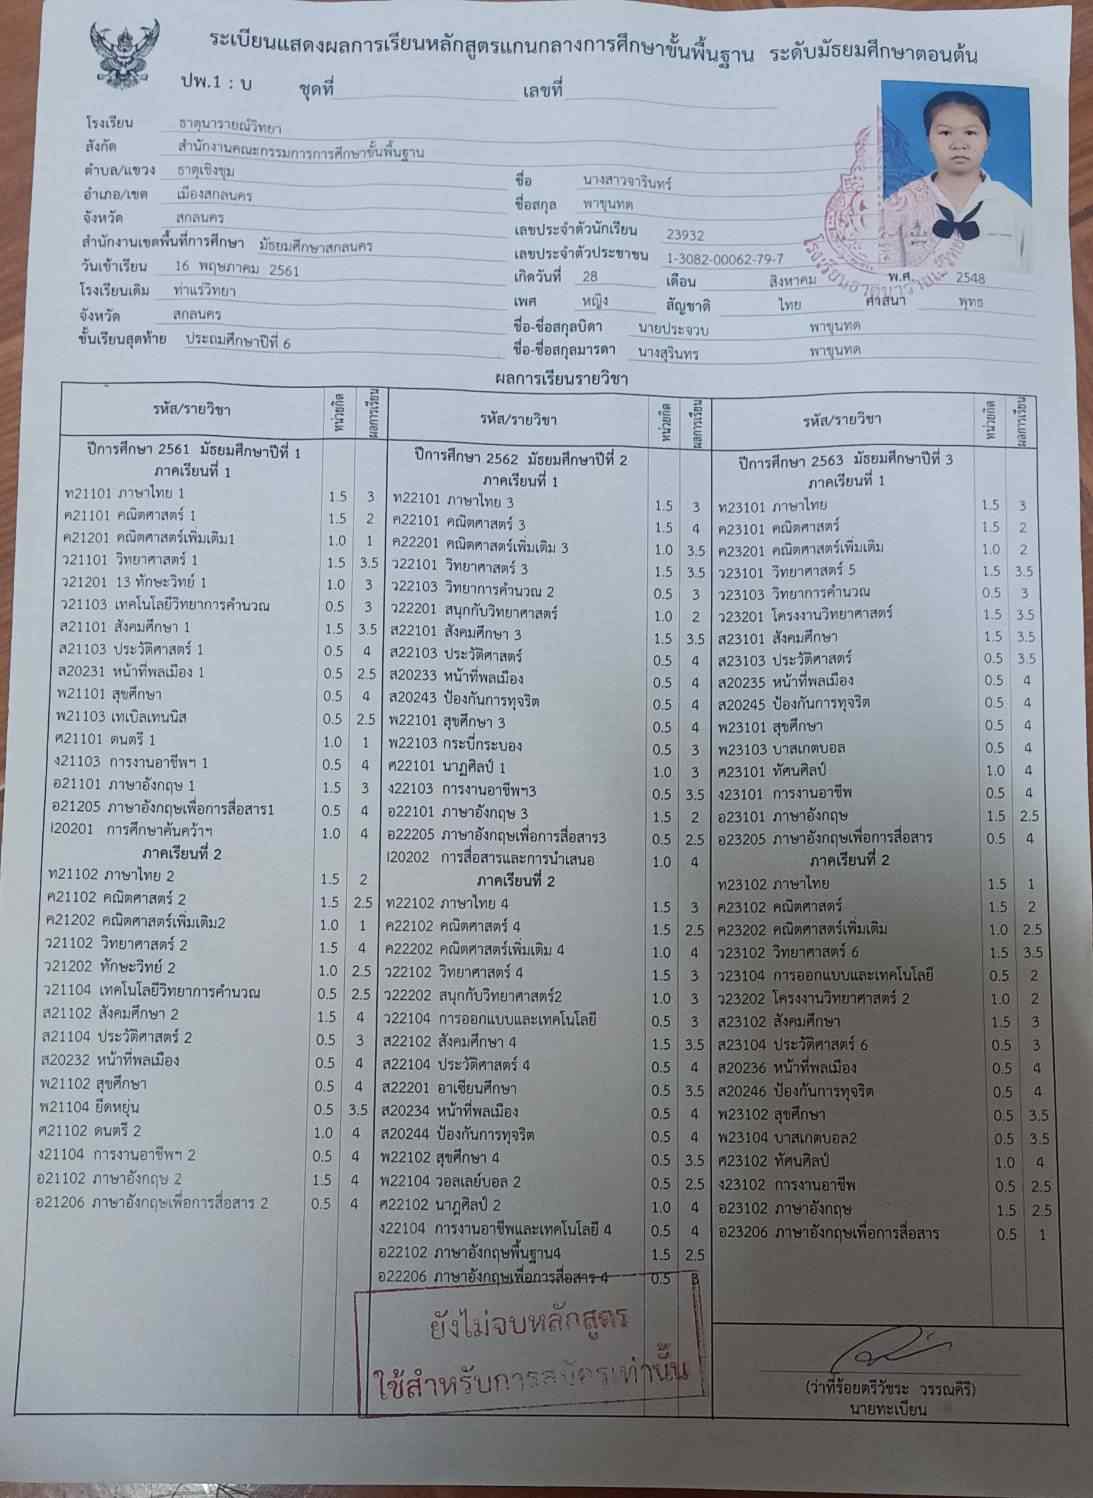 ระเบียนแสดงผลการเรียนหลักสูตรแกนกลางการศึกษาขั้นพื้นฐาน ระดับมัธยมศึกษาตอนต้น
ปพ.1 : บ ชุดที่ เลขที่
โรงเรียน ธาตุนารายณ์วิทยา
สังกัด สำนักงานคณะกรรมการการศึกษาขั้นพื้นฐาน
ตำบล/แขวง ธาตุเชิงชุม
อำเภอ/เขต เมืองสกลนคร
จังหวัด สกลนคร
สำนักงานเขตพื้นที่การศึกษา มัธยมศึกษาสกลนคร
วันเข้าเรียน 16 พฤษภาคม 2561
โรงเรียนเดิม ท่าแร่วิทยา
จังหวัด สกลนคร
ชั้นเรียนสุดท้าย ประถมศึกษาปีที่ 6
ชื่อ นางสาวจารินทร์
ชื่อสกุล พาขุนทด
เลขประจำตัวนักเรียน 23932
เลขประจำตัวประชาชน 1-3082-00062-79-7
เกิดวันที่ 28 เดือน สิงหาคม พ.ศ. 2548
เพศ หญิง สัญชาติ ไทย ศาสนา พุทธ
ชื่อ-ชื่อสกุลบิดา นายประจวบ พาขุนทด
ชื่อ-ชื่อสกุลมารดา นางสุรินทร พาขุนทด
ผลการเรียนรายวิชา
รหัส/รายวิชา หน่วยกิต ผลการเรียน
ปีการศึกษา 2561 มัธยมศึกษาปีที่ 1
ภาคเรียนที่ 1
ท21101 ภาษาไทย 1 1.5 3
ค21101 คณิตศาสตร์ 1 1.5 2
ค21201 คณิตศาสตร์เพิ่มเติม1 1.0 1
ว21101 วิทยาศาสตร์ 1 1.5 3.5
ว21201 13 ทักษะวิทย์ 1 1.0 3
ว21103 เทคโนโลยีวิทยาการคำนวณ 0.5 3
ส21101 สังคมศึกษา 1 1.5 3.5
ส21103 ประวัติศาสตร์ 1 0.5 4
ส20231 หน้าที่พลเมือง 1 0.5 2.5
พ21101 สุขศึกษา 0.5 4
พ21103 เทเบิลเทนนิส 0.5 2.5
ศ21101 ดนตรี 1 1.0 1
ง21103 การงานอาชีพฯ 1 0.5 4
อ21101 ภาษาอังกฤษ 1 1.5 3
อ21205 ภาษาอังกฤษเพื่อการสื่อสาร1 0.5 4
I20201 การศึกษาค้นคว้าฯ 1.0 4
ภาคเรียนที่ 2
ท21102 ภาษาไทย 2 1.5 2
ค21102 คณิตศาสตร์ 2 1.5 2.5
ค21202 คณิตศาสตร์เพิ่มเติม2 1.0 1
ว21102 วิทยาศาสตร์ 2 1.5 4
ว21202 ทักษะวิทย์ 2 1.0 2.5
ว21104 เทคโนโลยีวิทยาการคำนวณ 0.5 2.5
ส21102 สังคมศึกษา 2 1.5 4
ส21104 ประวัติศาสตร์ 2 0.5 3
ส20232 หน้าที่พลเมือง 0.5 4
พ21102 สุขศึกษา 0.5 4
พ21104 ยืดหยุ่น 0.5 3.5
ศ21102 ดนตรี 2 1.0 4
ง21104 การงานอาชีพฯ 2 0.5 4
อ21102 ภาษาอังกฤษ 2 1.5 4
อ21206 ภาษาอังกฤษเพื่อการสื่อสาร 2 0.5 4
รหัส/รายวิชา หน่วยกิต ผลการเรียน
ปีการศึกษา 2562 มัธยมศึกษาปีที่ 2
ภาคเรียนที่ 1
ท22101 ภาษาไทย 3 1.5 3
ค22101 คณิตศาสตร์ 3 1.5 4
ค22201 คณิตศาสตร์เพิ่มเติม 3 1.0 3.5
ว22101 วิทยาศาสตร์ 3 1.5 3.5
ว22103 วิทยาการคำนวณ 2 0.5 3
ว22201 สนุกกับวิทยาศาสตร์ 1.0 2
ส22101 สังคมศึกษา 3 1.5 3.5
ส22103 ประวัติศาสตร์ 0.5 4
ส20233 หน้าที่พลเมือง 0.5 4
ส20243 ป้องกันการทุจริต 0.5 4
พ22101 สุขศึกษา 3 0.5 4
พ22103 กระบี่กระบอง 0.5 3
ศ22101 นาฏศิลป์ 1 1.0 3
ง22103 การงานอาชีพฯ3 0.5 3.5
อ22101 ภาษาอังกฤษ 3 1.5 2
อ22205 ภาษาอังกฤษเพื่อการสื่อสาร3 0.5 2.5
I20202 การสื่อสารและการนำเสนอ 1.0 4
ภาคเรียนที่ 2
ท22102 ภาษาไทย 4 1.5 3
ค22102 คณิตศาสตร์ 4 1.5 2.5
ค22202 คณิตศาสตร์เพิ่มเติม 4 1.0 4
ว22102 วิทยาศาสตร์ 4 1.5 3
ว22202 สนุกกับวิทยาศาสตร์2 1.0 3
ว22104 การออกแบบและเทคโนโลยี 0.5 3
ส22102 สังคมศึกษา 4 1.5 3.5
ส22104 ประวัติศาสตร์ 4 0.5 4
ส22201 อาเซียนศึกษา 0.5 3.5
ส20234 หน้าที่พลเมือง 0.5 4
ส20244 ป้องกันการทุจริต 0.5 4
พ22102 สุขศึกษา 4 0.5 3.5
พ22104 วอลเลย์บอล 2 0.5 2.5
ศ22102 นาฏศิลป์ 2 1.0 4
ง22104 การงานอาชีพและเทคโนโลยี 4 0.5 4
อ22102 ภาษาอังกฤษพื้นฐาน4 1.5 2.5
อ22206 ภาษาอังกฤษเพื่อการสื่อสาร 4 0.5 3
ยังไม่จบหลักสูตร
ใช้สำหรับการสมัครเท่านั้น
รหัส/รายวิชา หน่วยกิต ผลการเรียน
ปีการศึกษา 2563 มัธยมศึกษาปีที่ 3
ภาคเรียนที่ 1
ท23101 ภาษาไทย 1.5 3
ค23101 คณิตศาสตร์ 1.5 2
ค23201 คณิตศาสตร์เพิ่มเติม 1.0 2
ว23101 วิทยาศาสตร์ 5 1.5 3.5
ว23103 วิทยาการคำนวณ 0.5 3
ว23201 โครงงานวิทยาศาสตร์ 1.5 3.5
ส23101 สังคมศึกษา 1.5 3.5
ส23103 ประวัติศาสตร์ 0.5 3.5
ส20235 หน้าที่พลเมือง 0.5 4
ส20245 ป้องกันการทุจริต 0.5 4
พ23101 สุขศึกษา 0.5 4
พ23103 บาสเกตบอล 0.5 4
ศ23101 ทัศนศิลป์ 1.0 4
ง23101 การงานอาชีพ 0.5 4
อ23101 ภาษาอังกฤษ 1.5 2.5
อ23205 ภาษาอังกฤษเพื่อการสื่อสาร 0.5 4
ภาคเรียนที่ 2
ท23102 ภาษาไทย 1.5 1
ค23102 คณิตศาสตร์ 1.5 2
ค23202 คณิตศาสตร์เพิ่มเติม 1.0 2.5
ว23102 วิทยาศาสตร์ 6 1.5 3.5
ว23104 การออกแบบและเทคโนโลยี 0.5 2
ว23202 โครงงานวิทยาศาสตร์ 2 1.0 2
ส23102 สังคมศึกษา 1.5 3
ส23104 ประวัติศาสตร์ 6 0.5 3
ส20236 หน้าที่พลเมือง 0.5 4
ส20246 ป้องกันการทุจริต 0.5 4
พ23102 สุขศึกษา 0.5 3.5
พ23104 บาสเกตบอล2 0.5 3.5
ศ23102 ทัศนศิลป์ 1.0 4
ง23102 การงานอาชีพ 0.5 2.5
อ23102 ภาษาอังกฤษ 1.5 2.5
อ23206 ภาษาอังกฤษเพื่อการสื่อสาร 0.5 1
(ว่าที่ร้อยตรีวัชระ วรรณคีรี)
นายทะเบียน